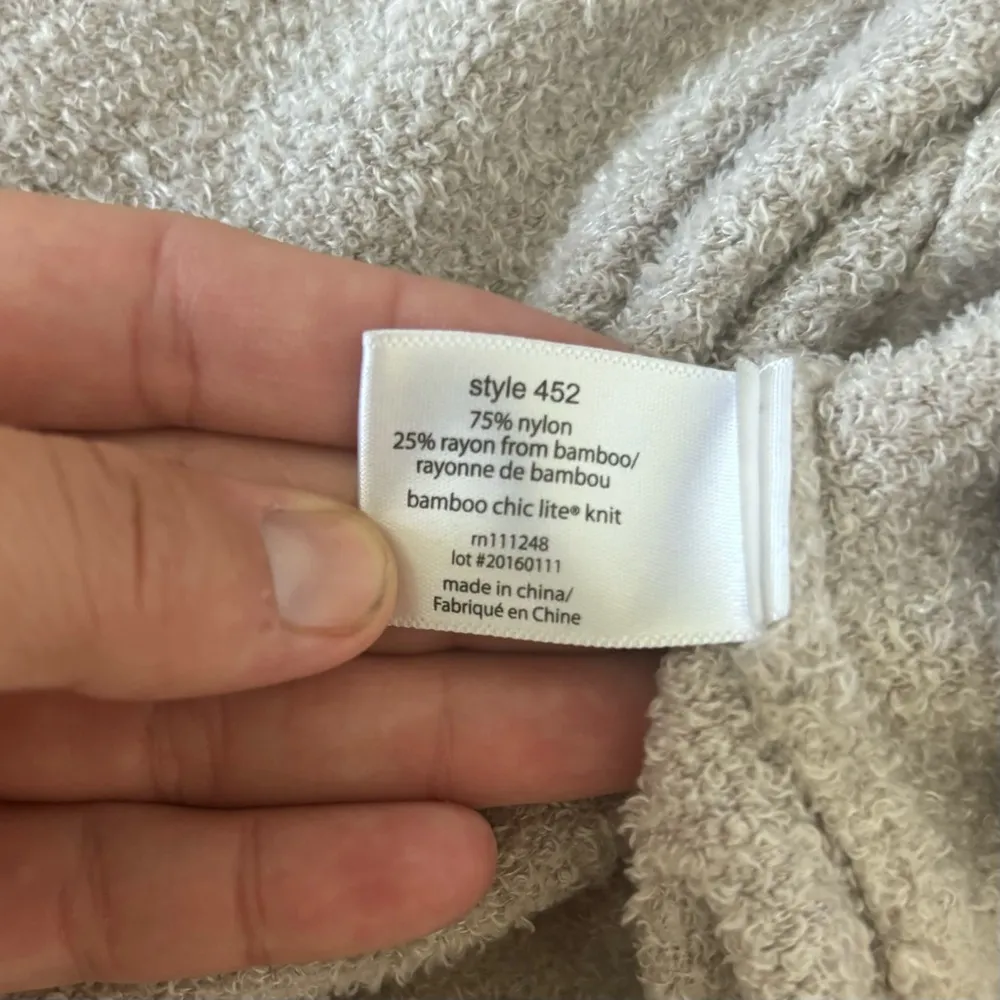 style 452
75% nylon
25% rayon from bamboo/
rayonne de bambou
bamboo chic lite® knit
rn111248
lot #20160111
made in china/
Fabriqué en Chine